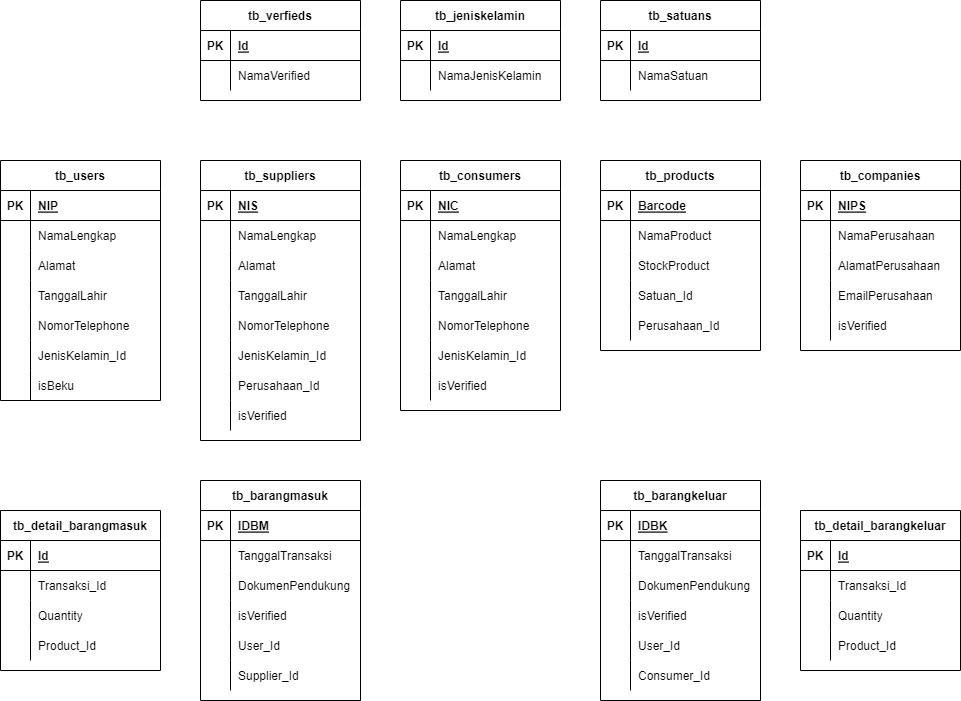 tb_verfieds
PK Id
NamaVerified
tb_jeniskelamin
PK Id
NamaJenisKelamin
tb_satuans
PK Id
NamaSatuan
tb_users
PK NIP
NamaLengkap
Alamat
TanggalLahir
NomorTelephone
JenisKelamin_Id
isBeku
tb_suppliers
PK NIS
NamaLengkap
Alamat
TanggalLahir
NomorTelephone
JenisKelamin_Id
Perusahaan_Id
isVerified
tb_consumers
PK NIC
NamaLengkap
Alamat
TanggalLahir
NomorTelephone
JenisKelamin_Id
isVerified
tb_products
PK Barcode
NamaProduct
StockProduct
Satuan_Id
Perusahaan_Id
tb_companies
PK NIPS
NamaPerusahaan
AlamatPerusahaan
EmailPerusahaan
isVerified
tb_detail_barangmasuk
PK Id
Transaksi_Id
Quantity
Product_Id
tb_barangmasuk
PK IDBM
TanggalTransaksi
DokumenPendukung
isVerified
User_Id
Supplier_Id
tb_barangkeluar
PK IDBK
TanggalTransaksi
DokumenPendukung
isVerified
User_Id
Consumer_Id
tb_detail_barangkeluar
PK Id
Transaksi_Id
Quantity
Product_Id